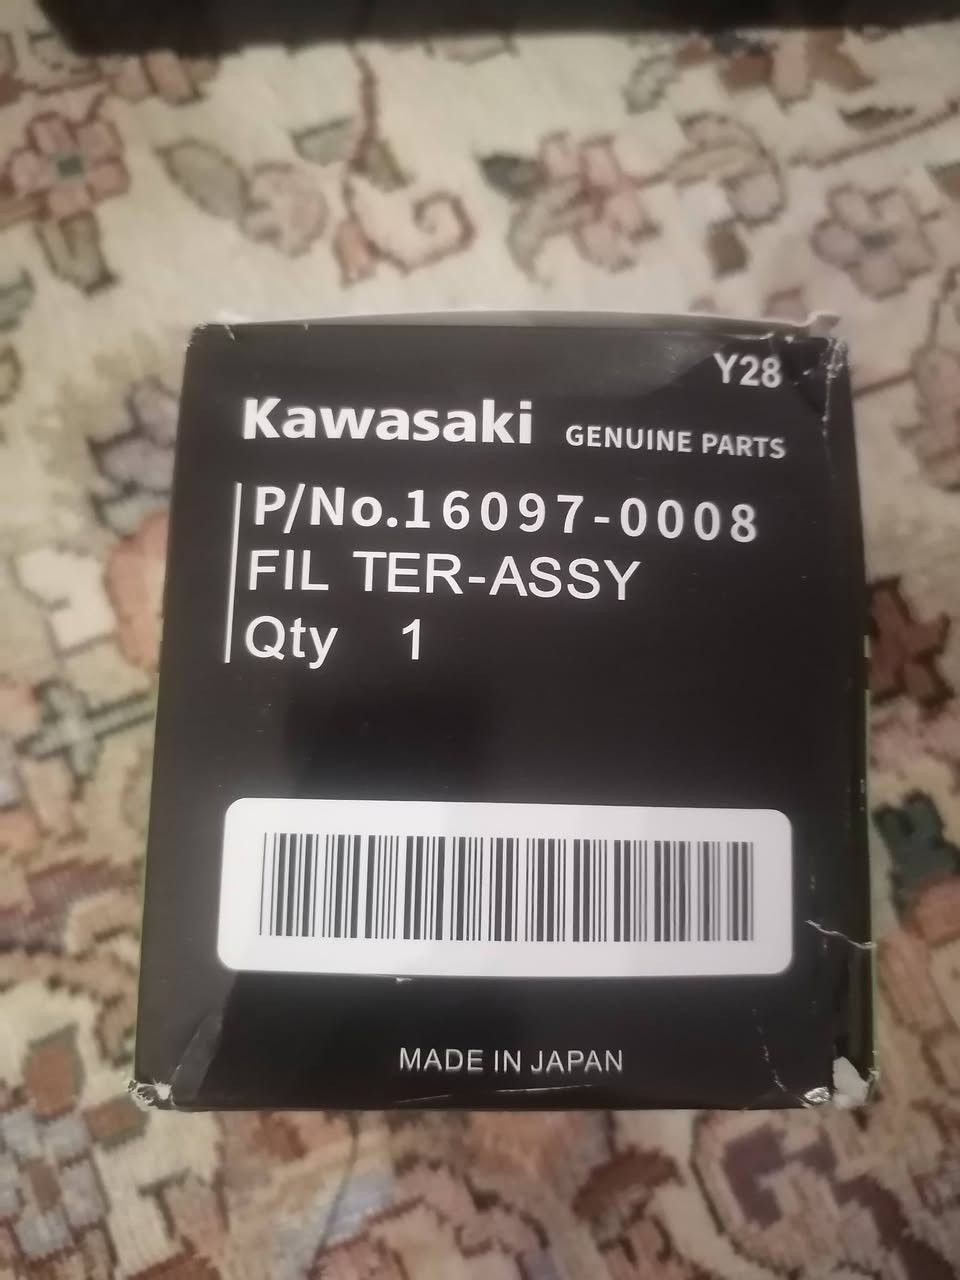 Y28
Kawasaki GENUINE PARTS
P/No.16097-0008
FIL TER-ASSY
Qty 1
MADE IN JAPAN